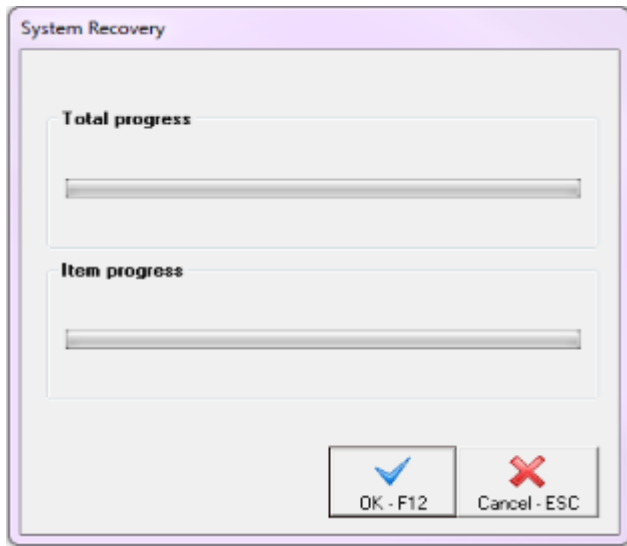 System Recovery
Total progress
Item progress
OK - F12
Cancel - ESC